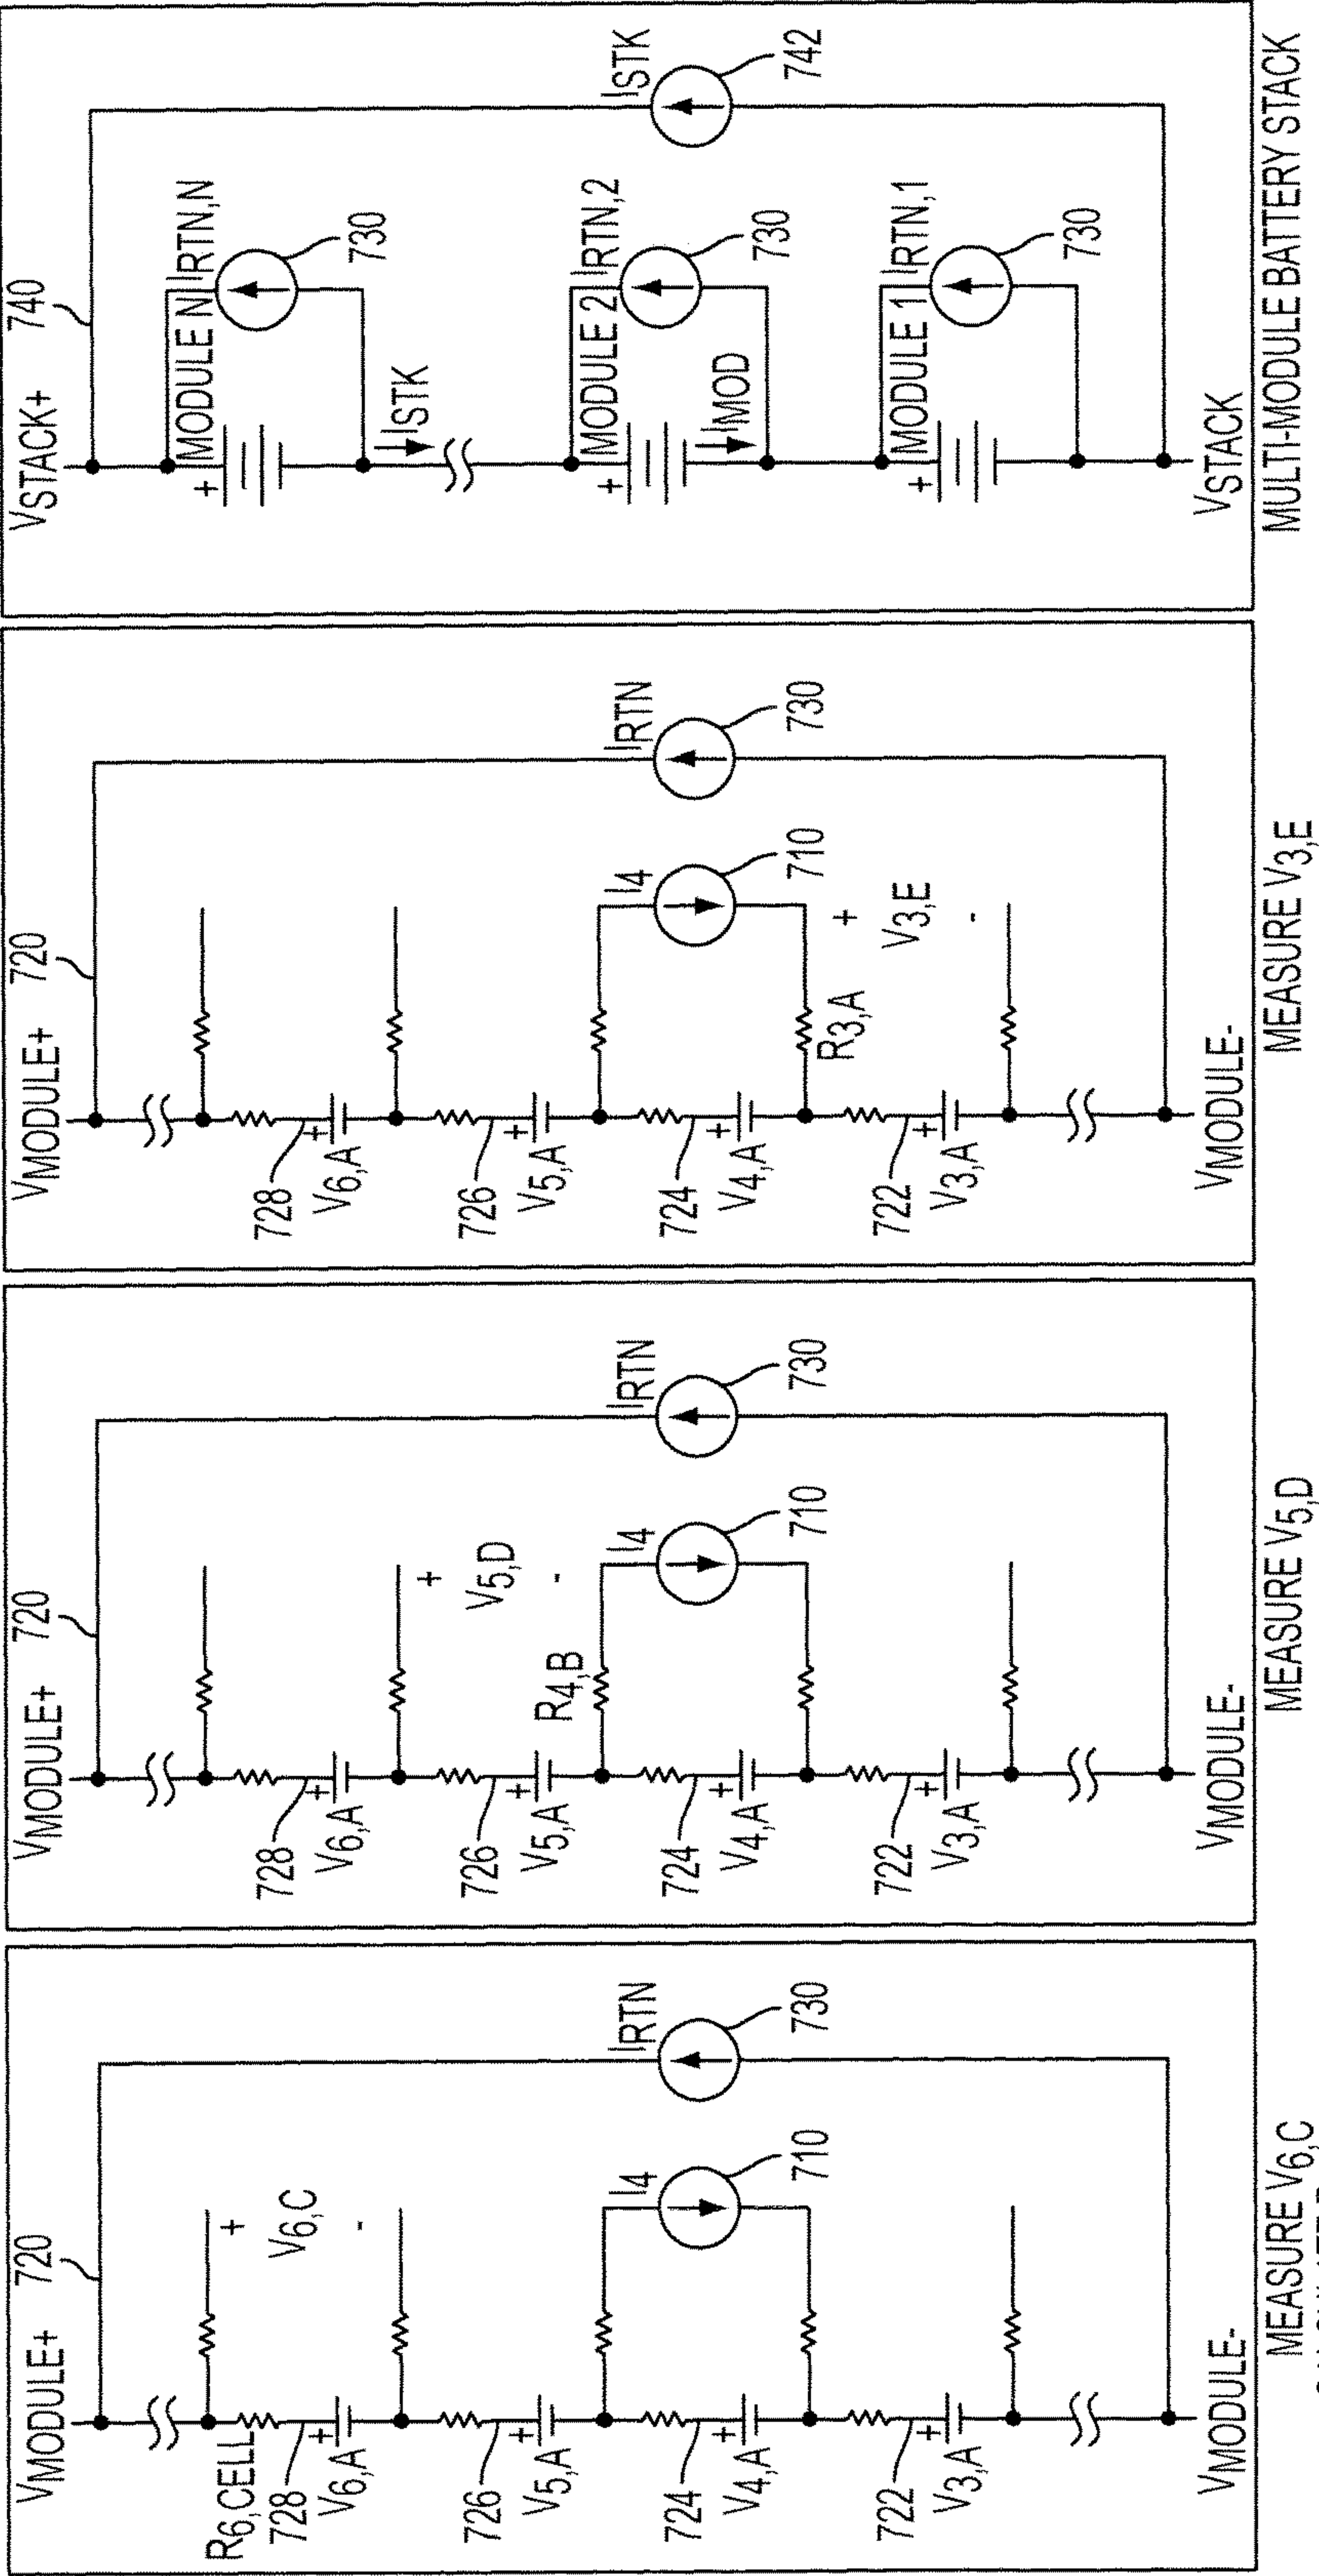 VMODULE+
720
R6,CELL
728
V6,A
+
726
V5,A
+
724
V4,A
+
722
V3,A
+
+
V6,C
-
I4
710
IRTN
730
VMODULE-
MEASURE V6,C
VMODULE+
720
728
V6,A
+
726
V5,A
+
724
V4,A
+
722
V3,A
+
+
V5,D
-
R4,B
I4
710
IRTN
730
VMODULE-
MEASURE V5,D
VMODULE+
720
728
V6,A
+
726
V5,A
+
724
V4,A
+
722
V3,A
+
I4
710
R3,A
+
V3,E
-
IRTN
730
VMODULE-
MEASURE V3,E
VSTACK+
740
+
MODULE N
IRTN,N
730
ISTK
+
MODULE 2
IRTN,2
730
IMOD
+
MODULE 1
IRTN,1
730
ISTK
742
VSTACK
MULTI-MODULE BATTERY STACK